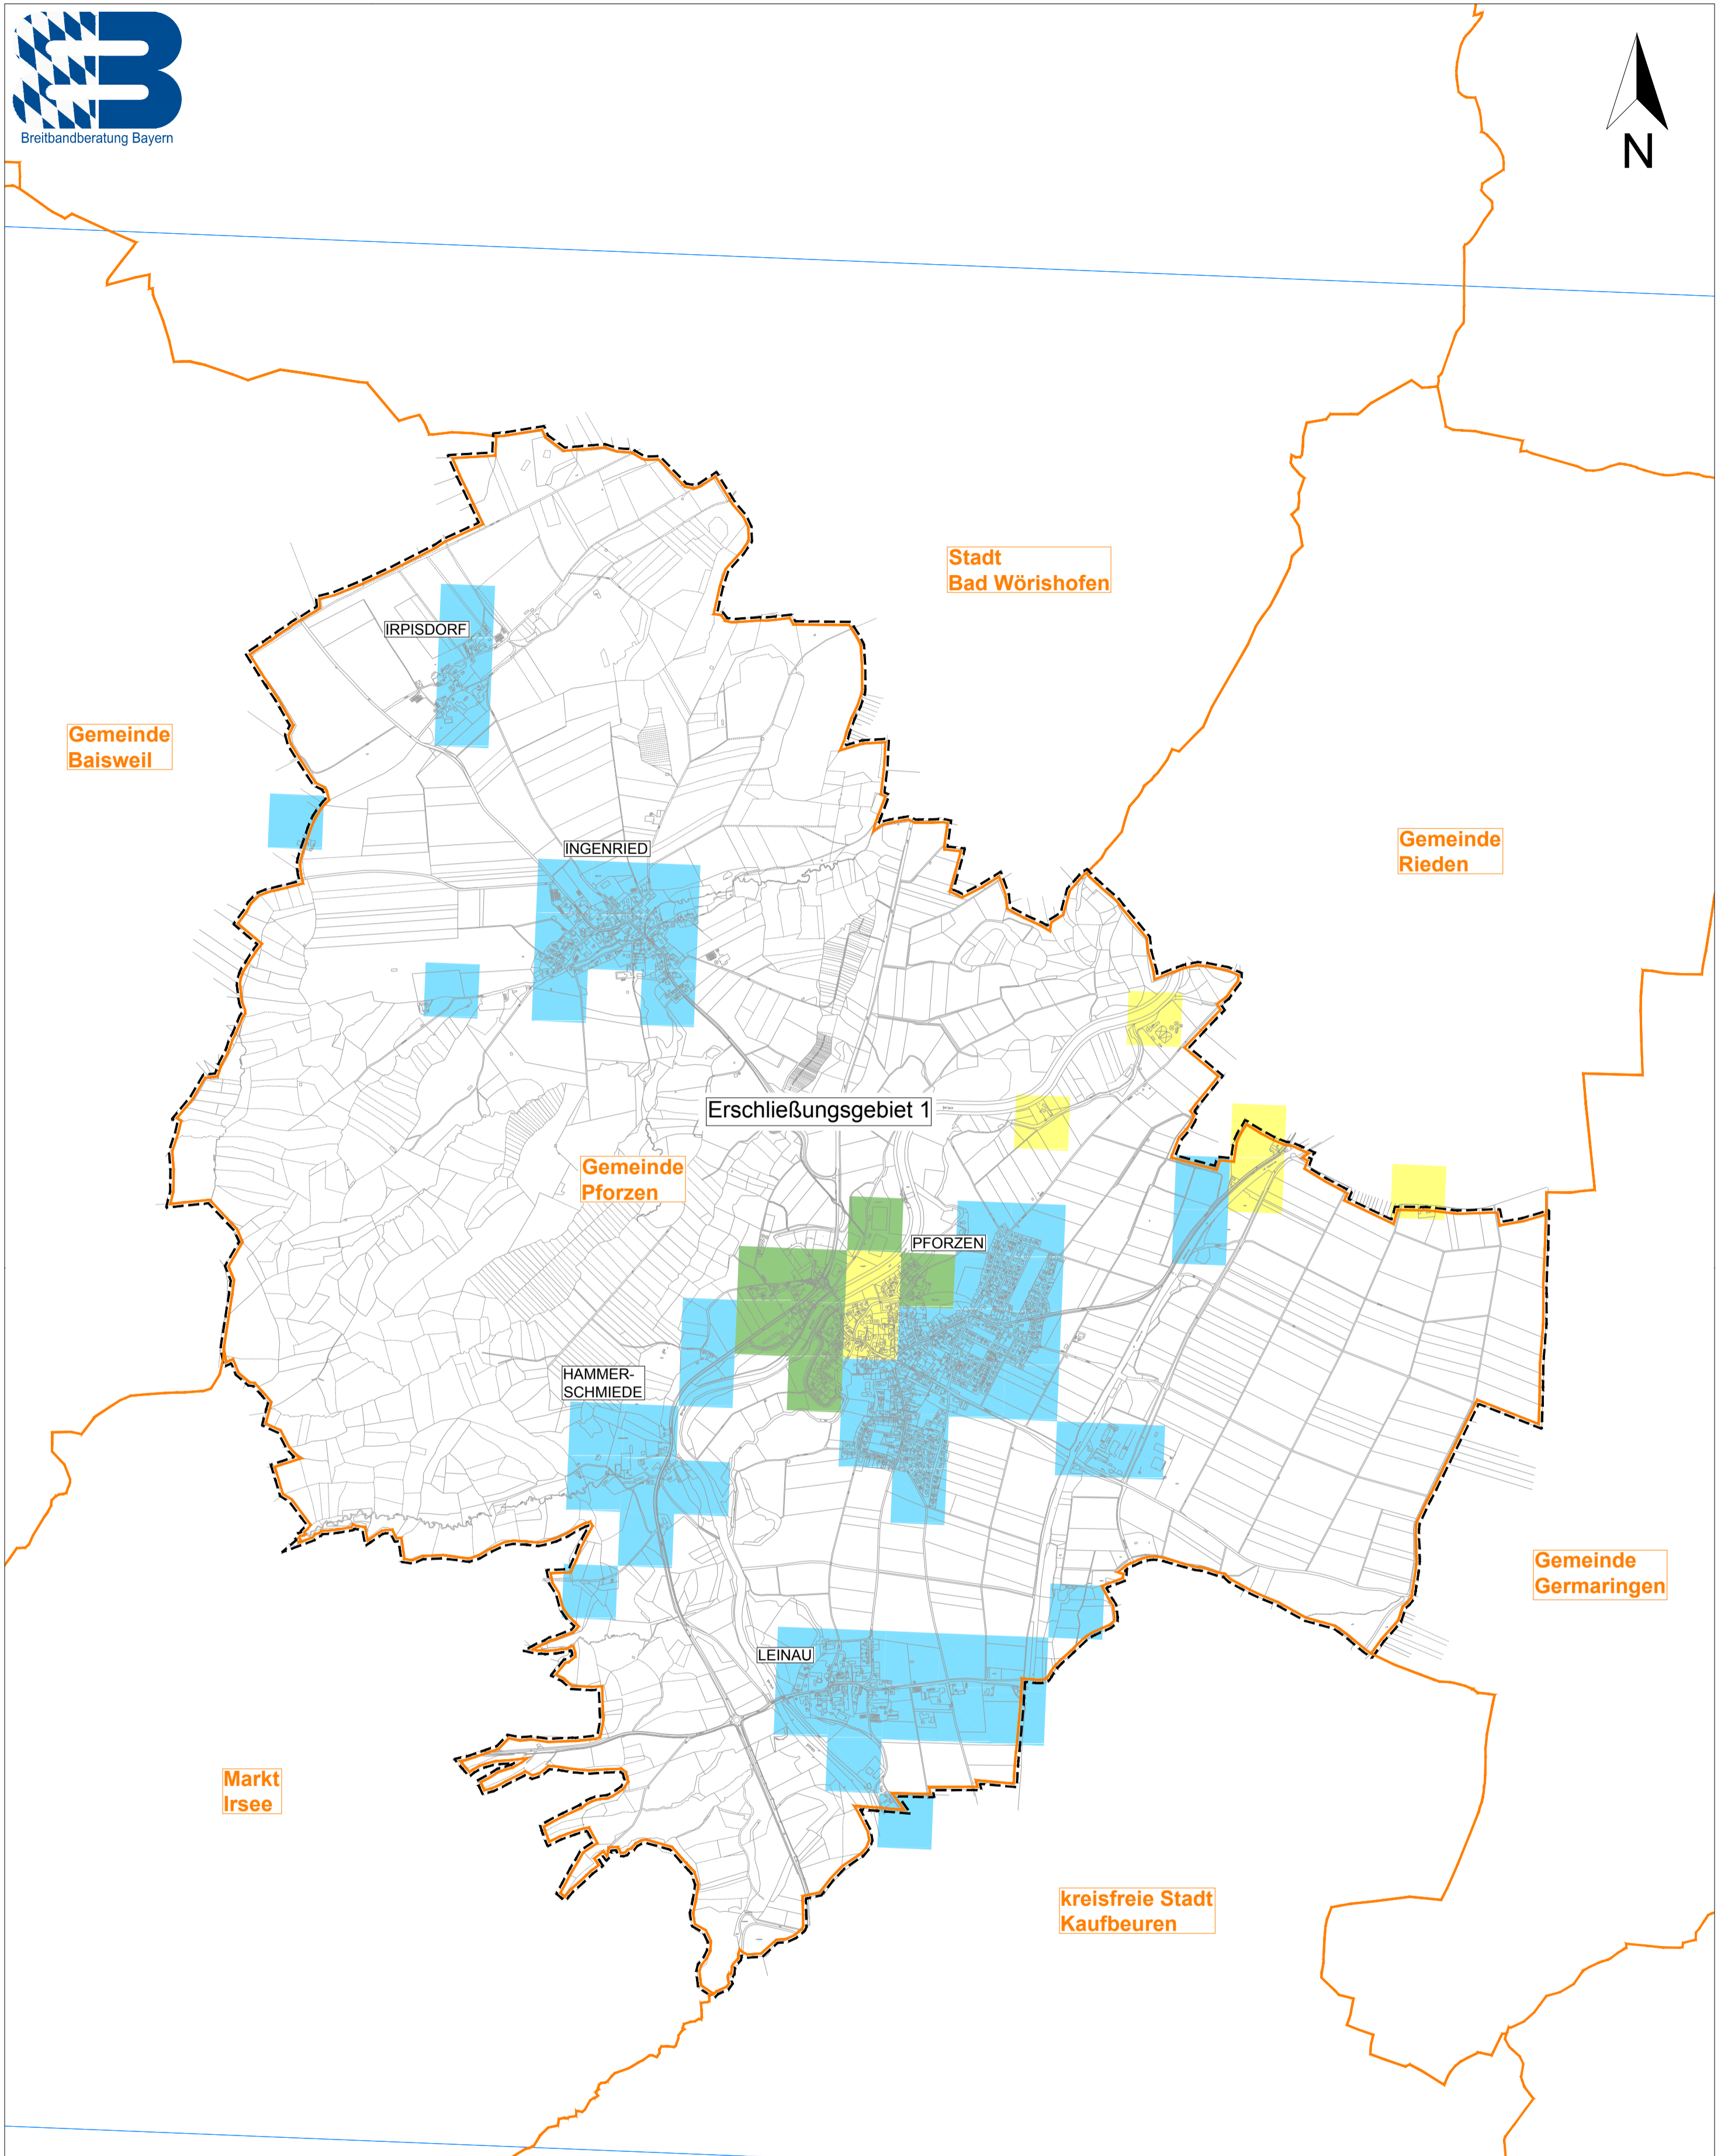 Breitbandberatung Bayern
N
Stadt
Bad Wörishofen
IRPISDORF
Gemeinde
Baisweil
INGENRIED
Gemeinde
Rieden
Erschließungsgebiet 1
Gemeinde
Pforzen
PFORZEN
HAMMER-
SCHMIEDE
Gemeinde
Germaringen
LEINAU
Markt
Irsee
kreisfreie Stadt
Kaufbeuren